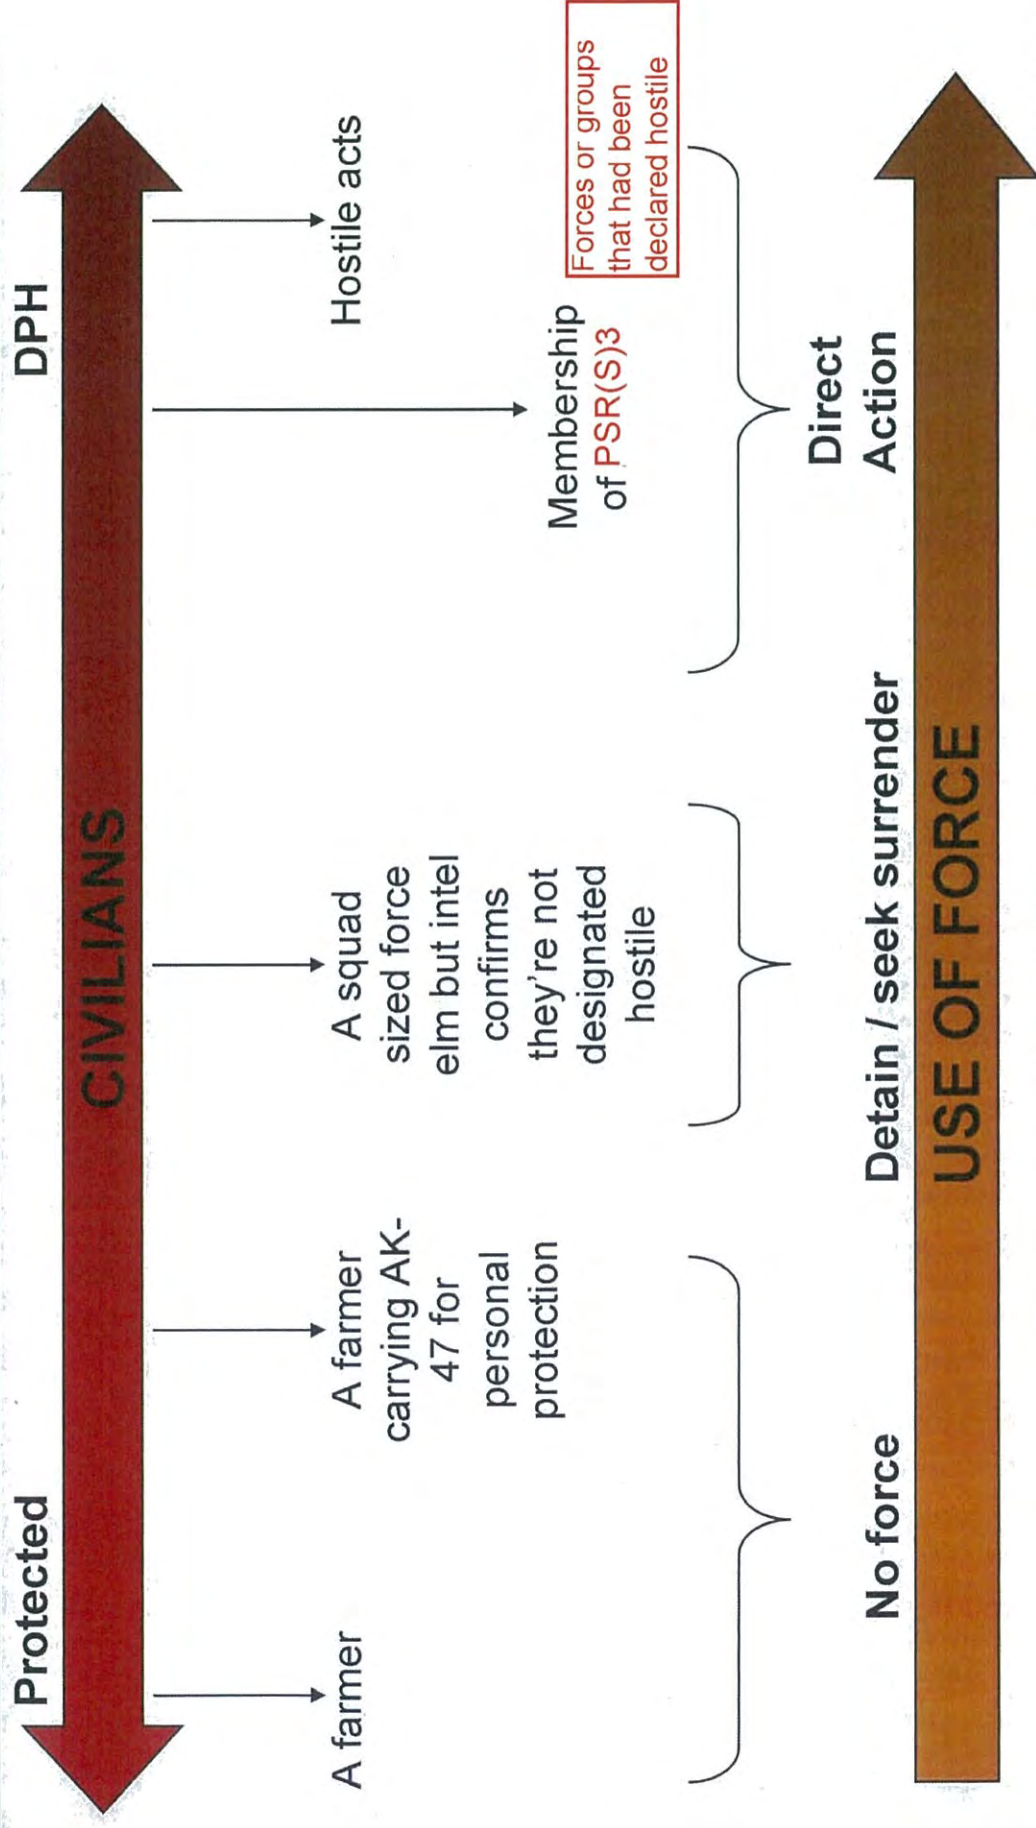 Protected
DPH
CIVILIANS
A farmer
A farmer
carrying AK-
47 for
personal
protection
A squad
sized force
elm but intel
confirms
they're not
designated
hostile
Membership
of PSR(S)3
Hostile acts
Forces or groups
that had been
declared hostile
No force
Detain / seek surrender
Direct
Action
USE OF FORCE